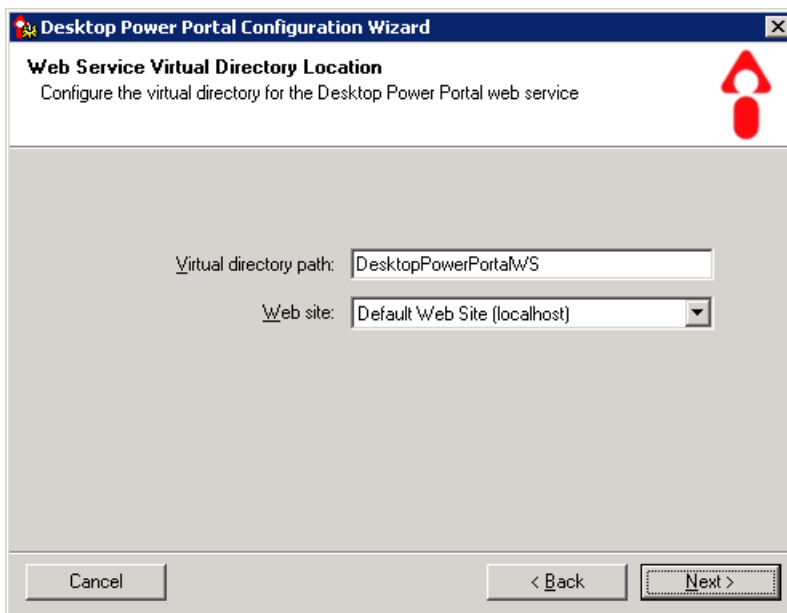 Desktop Power Portal Configuration Wizard
Web Service Virtual Directory Location
Configure the virtual directory for the Desktop Power Portal web service
Virtual directory path: DesktopPowerPortalWS
Web site: Default Web Site (localhost)
Cancel < Back Next >